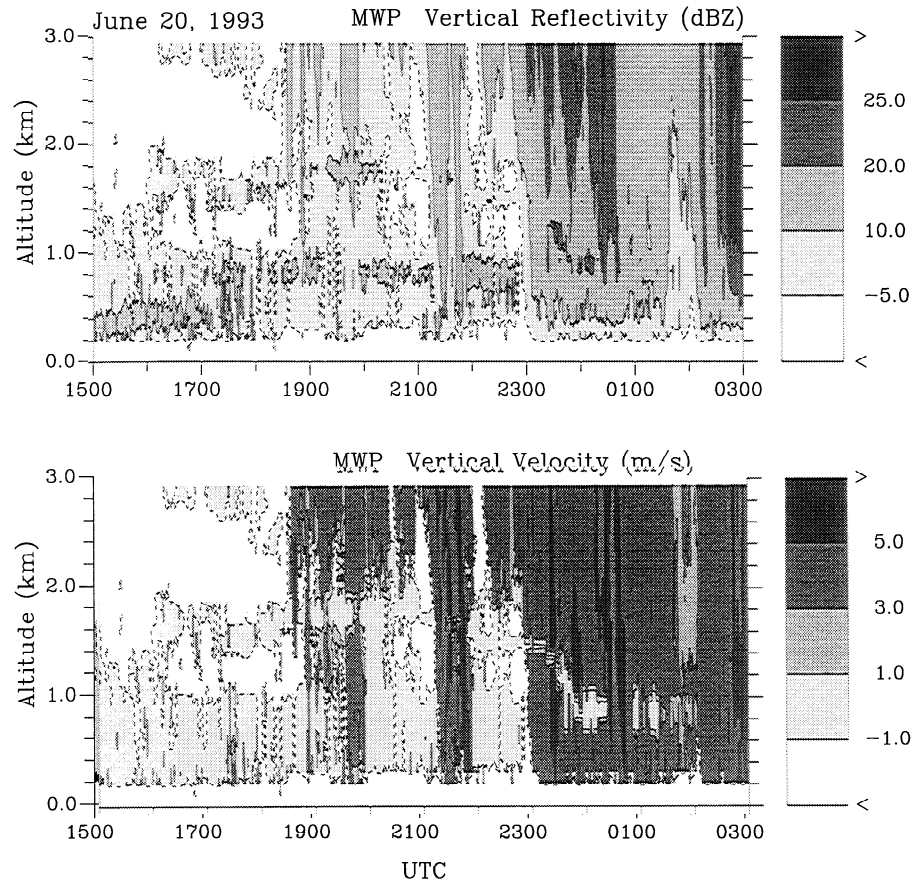 June 20, 1993 MWP Vertical Reflectivity (dBZ)
Altitude (km)
3.0
2.0
1.0
0.0
1500 1700 1900 2100 2300 0100 0300
>
25.0
20.0
10.0
-5.0
<
MWP Vertical Velocity (m/s)
Altitude (km)
3.0
2.0
1.0
0.0
1500 1700 1900 2100 2300 0100 0300
UTC
>
5.0
3.0
1.0
-1.0
<